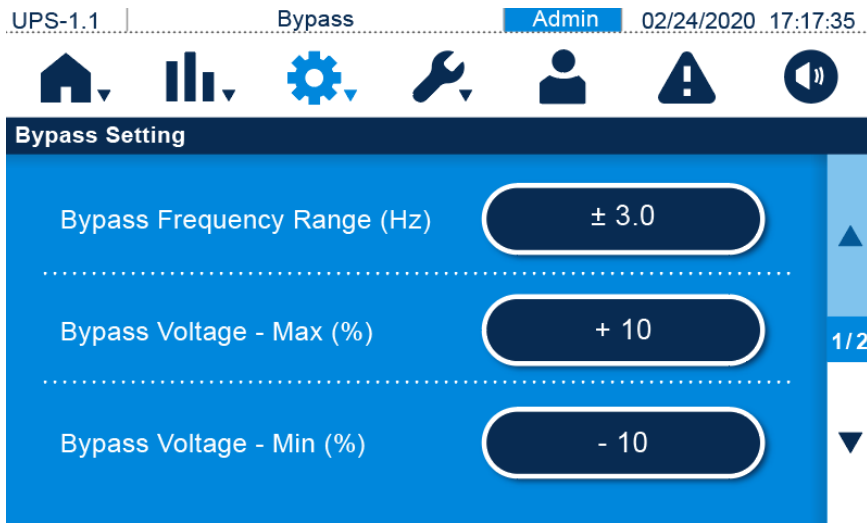 UPS-1.1 Bypass Admin 02/24/2020 17:17:35
Bypass Setting
Bypass Frequency Range (Hz) ± 3.0
Bypass Voltage - Max (%) + 10
1/2
Bypass Voltage - Min (%) - 10